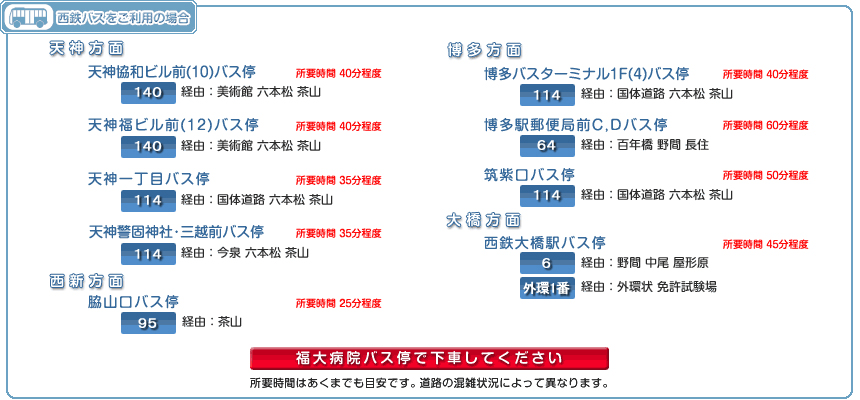 西鉄バスをご利用の場合
天神方面
天神協和ビル前(10)バス停 所要時間 40分程度
140 経由：美術館 六本松 茶山
天神福ビル前(12)バス停 所要時間 40分程度
140 経由：美術館 六本松 茶山
天神一丁目バス停 所要時間 35分程度
114 経由：国体道路 六本松 茶山
天神警固神社･三越前バス停 所要時間 35分程度
114 経由：今泉 六本松 茶山
西新方面
脇山口バス停 所要時間 25分程度
95 経由：茶山
博多方面
博多バスターミナル1F(4)バス停 所要時間 40分程度
114 経由：国体道路 六本松 茶山
博多駅郵便局前C,Dバス停 所要時間 60分程度
64 経由：百年橋 野間 長住
筑紫口バス停 所要時間 50分程度
114 経由：国体道路 六本松 茶山
大橋方面
西鉄大橋駅バス停 所要時間 45分程度
6 経由：野間 中尾 屋形原
外環1番 経由：外環状 免許試験場
福大病院バス停で下車してください
所要時間はあくまでも目安です。道路の混雑状況によって異なります。